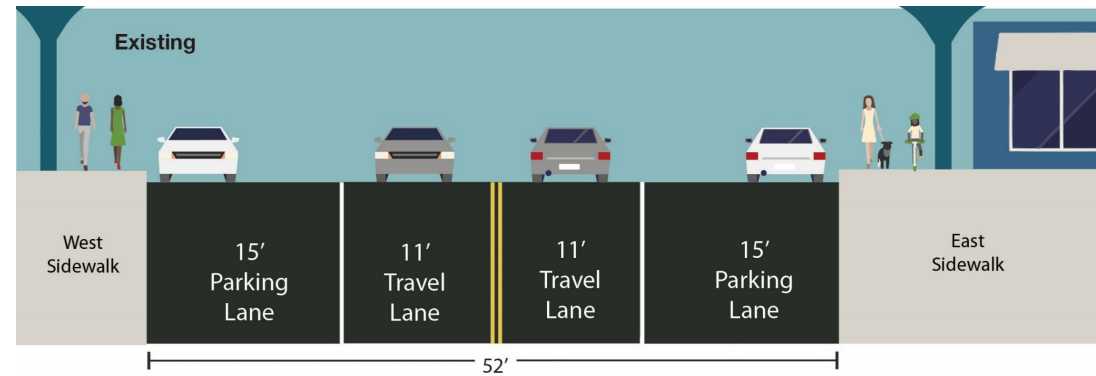 Existing
West
Sidewalk
15’
Parking
Lane
11’
Travel
Lane
11’
Travel
Lane
15’
Parking
Lane
East
Sidewalk
52’